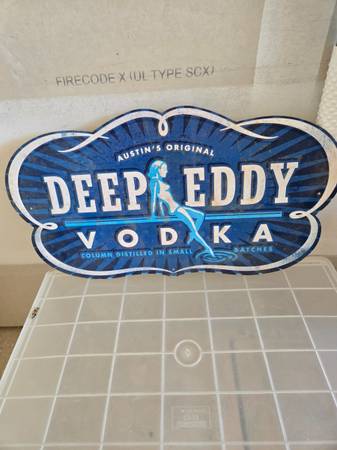 FIRECODE X (UL TYPE SCX)
AUSTIN'S ORIGINAL
DEEP EDDY
VODKA
COLUMN DISTILLED IN SMALL BATCHES